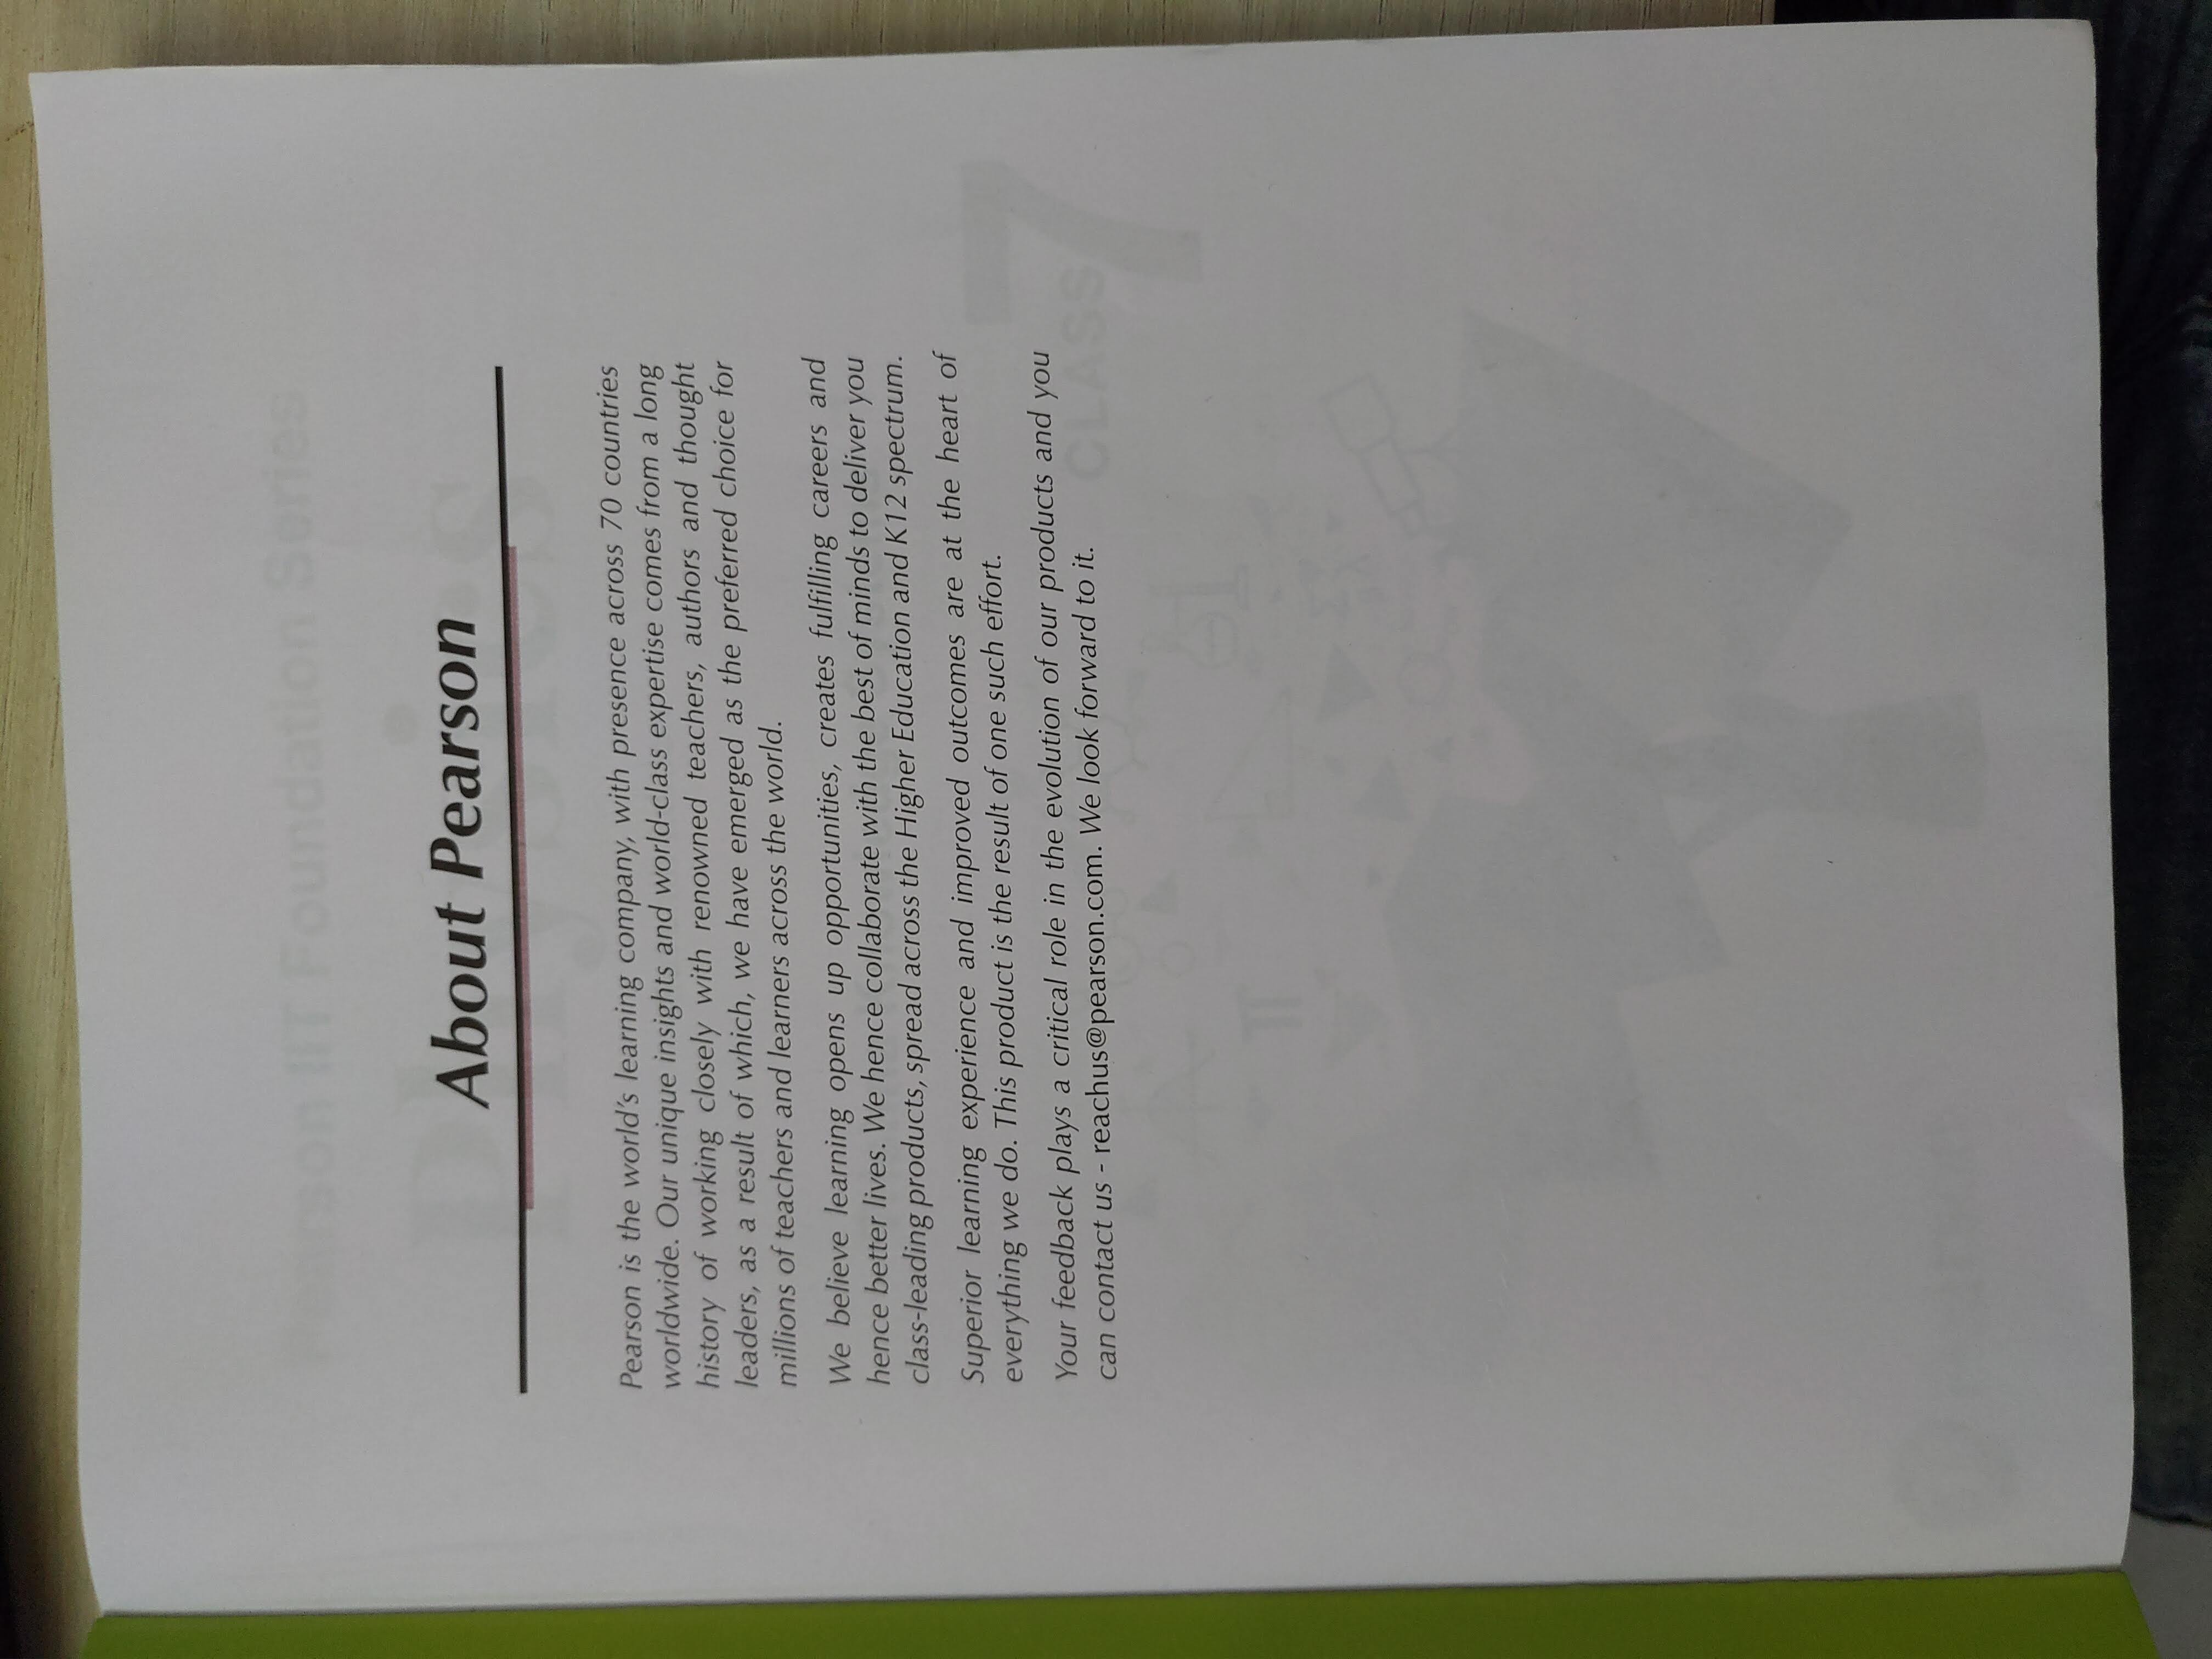 Pearson IIT Foundation Series
Physics
About Pearson
Pearson is the world's learning company, with presence across 70 countries
worldwide. Our unique insights and world-class expertise comes from a long
history of working closely with renowned teachers, authors and thought
leaders, as a result of which, we have emerged as the preferred choice for
millions of teachers and learners across the world.
We believe learning opens up opportunities, creates fulfilling careers and
hence better lives. We hence collaborate with the best of minds to deliver you
class-leading products, spread across the Higher Education and K12 spectrum.
Superior learning experience and improved outcomes are at the heart of
everything we do. This product is the result of one such effort.
Your feedback plays a critical role in the evolution of our products and you
can contact us - reachus@pearson.com. We look forward to it.
CLASS 7
π